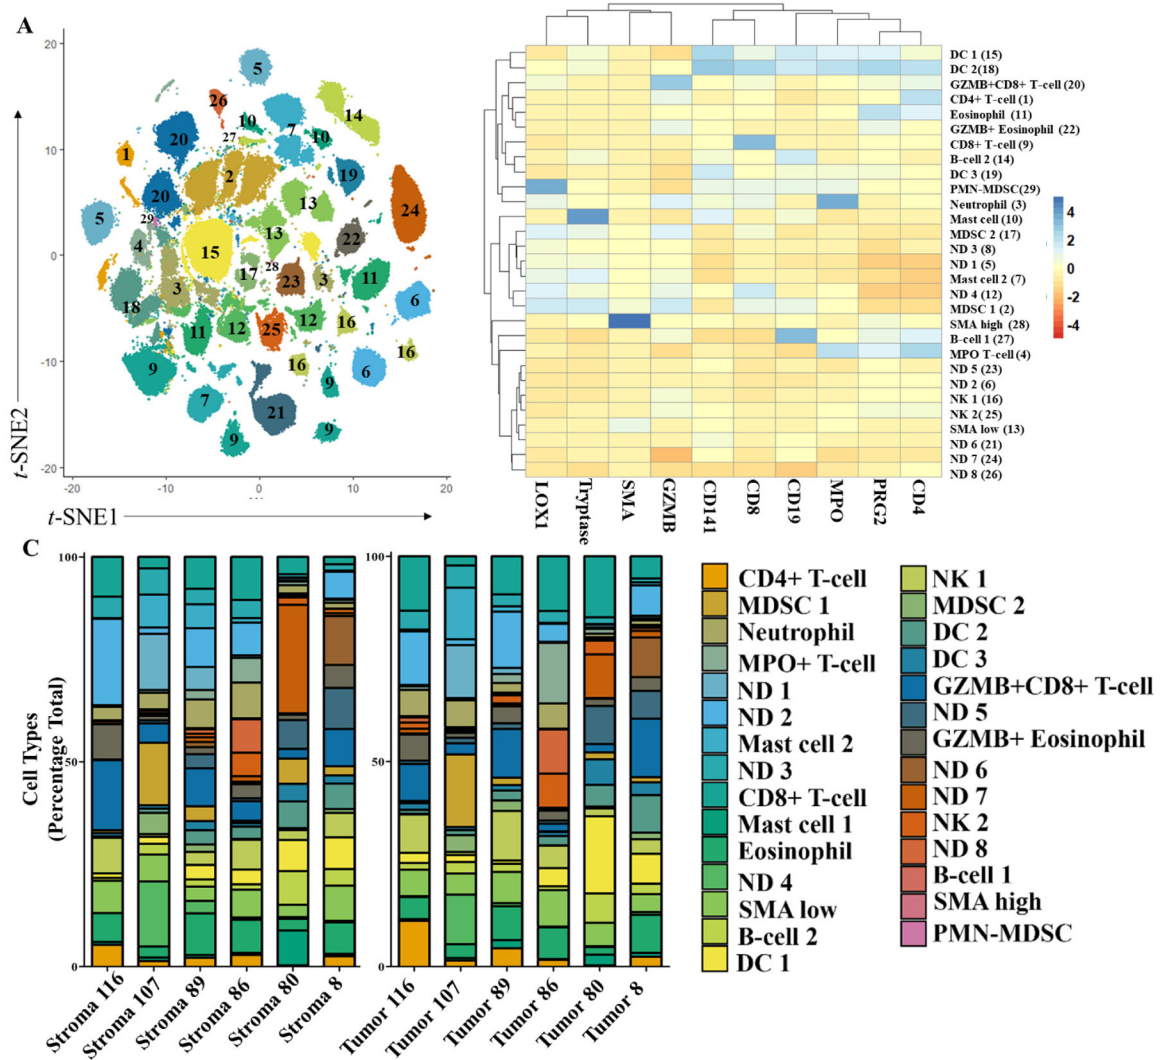 A
20
10
0
-10
-20
-20
-10
0
10
20
t-SNE2
t-SNE1
5
26
10
7
14
10
27
20
1
2
19
20
13
24
5
29
4
13
22
15
28
17
23
3
11
3
18
6
11
12
25
12
16
16
9
16
6
9
7
21
9
9
DC 1 (15)
DC 2(18)
GZMB+CD8+ T-cell (20)
CD4+ T-cell (1)
Eosinophil (11)
GZMB+ Eosinophil (22)
CD8+ T-cell (9)
B-cell 2 (14)
DC 3 (19)
PMN-MDSC(29)
Neutrophil (3)
Mast cell (10)
MDSC 2 (17)
ND 3 (8)
ND 1 (5)
Mast cell 2 (7)
ND 4 (12)
MDSC 1 (2)
SMA high (28)
B-cell 1 (27)
MPO T-cell (4)
ND 5 (23)
ND 2 (6)
NK 1 (16)
NK 2 (25)
SMA low (13)
ND 6 (21)
ND 7 (24)
ND 8 (26)
LOX1
Tryptase
SMA
GZMB
CD141
CD8
CD19
MPO
PRG2
CD4
4
2
0
-2
-4
C
Cell Types
(Percentage Total)
100
50
0
100
50
0
Stroma 116
Stroma 107
Stroma 89
Stroma 86
Stroma 80
Stroma 8
Tumor 116
Tumor 107
Tumor 89
Tumor 86
Tumor 80
Tumor 8
CD4+ T-cell
MDSC 1
Neutrophil
MPO+ T-cell
ND 1
ND 2
Mast cell 2
ND 3
CD8+ T-cell
Mast cell 1
Eosinophil
ND 4
SMA low
B-cell 2
DC 1
NK 1
MDSC 2
DC 2
DC 3
GZMB+CD8+ T-cell
ND 5
GZMB+ Eosinophil
ND 6
ND 7
NK 2
ND 8
B-cell 1
SMA high
PMN-MDSC